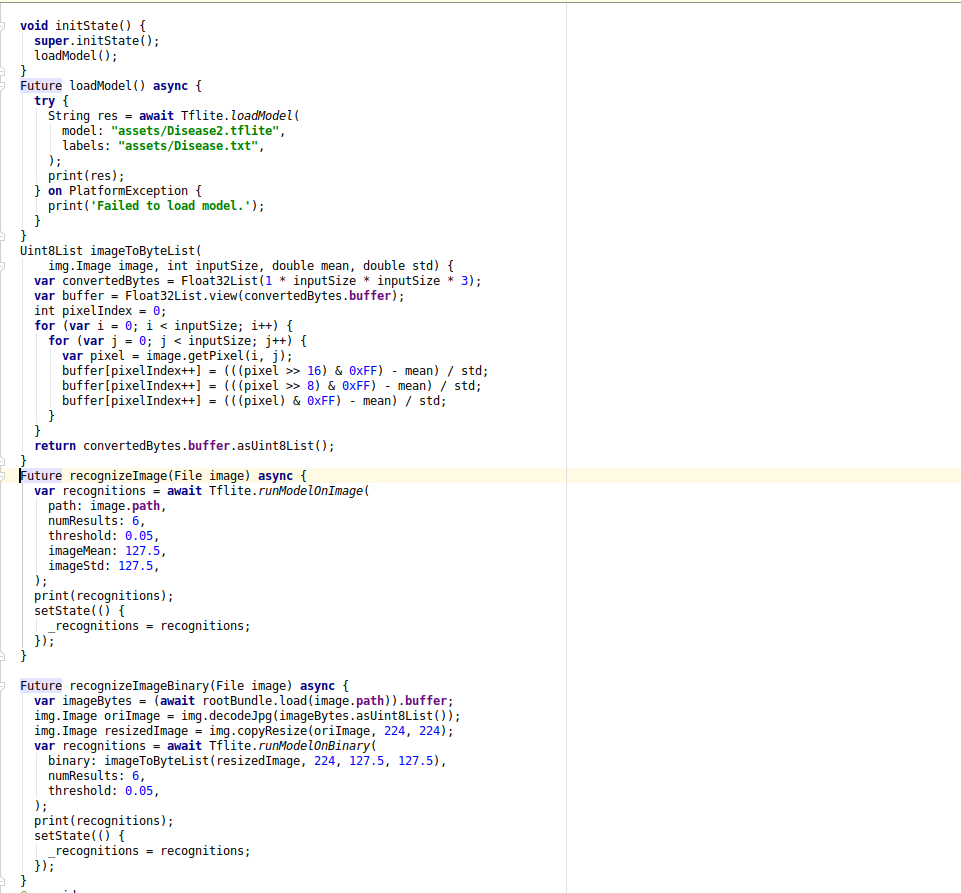 void initState() {
  super.initState();
  loadModel();
}
Future loadModel() async {
  try {
    String res = await Tflite.loadModel(
      model: "assets/Disease2.tflite",
      labels: "assets/Disease.txt",
    );
    print(res);
  } on PlatformException {
    print('Failed to load model.');
  }
}
Uint8List imageToByteList(
    img.Image image, int inputSize, double mean, double std) {
  var convertedBytes = Float32List(1 * inputSize * inputSize * 3);
  var buffer = Float32List.view(convertedBytes.buffer);
  int pixelIndex = 0;
  for (var i = 0; i < inputSize; i++) {
    for (var j = 0; j < inputSize; j++) {
      var pixel = image.getPixel(i, j);
      buffer[pixelIndex++] = (((pixel >> 16) & 0xFF) - mean) / std;
      buffer[pixelIndex++] = (((pixel >> 8) & 0xFF) - mean) / std;
      buffer[pixelIndex++] = (((pixel) & 0xFF) - mean) / std;
    }
  }
  return convertedBytes.buffer.asUint8List();
}
Future recognizeImage(File image) async {
  var recognitions = await Tflite.runModelOnImage(
    path: image.path,
    numResults: 6,
    threshold: 0.05,
    imageMean: 127.5,
    imageStd: 127.5,
  );
  print(recognitions);
  setState(() {
    _recognitions = recognitions;
  });
}
Future recognizeImageBinary(File image) async {
  var imageBytes = (await rootBundle.load(image.path)).buffer;
  img.Image oriImage = img.decodeJpg(imageBytes.asUint8List());
  img.Image resizedImage = img.copyResize(oriImage, 224, 224);
  var recognitions = await Tflite.runModelOnBinary(
    binary: imageToByteList(resizedImage, 224, 127.5, 127.5),
    numResults: 6,
    threshold: 0.05,
  );
  print(recognitions);
  setState(() {
    _recognitions = recognitions;
  });
}